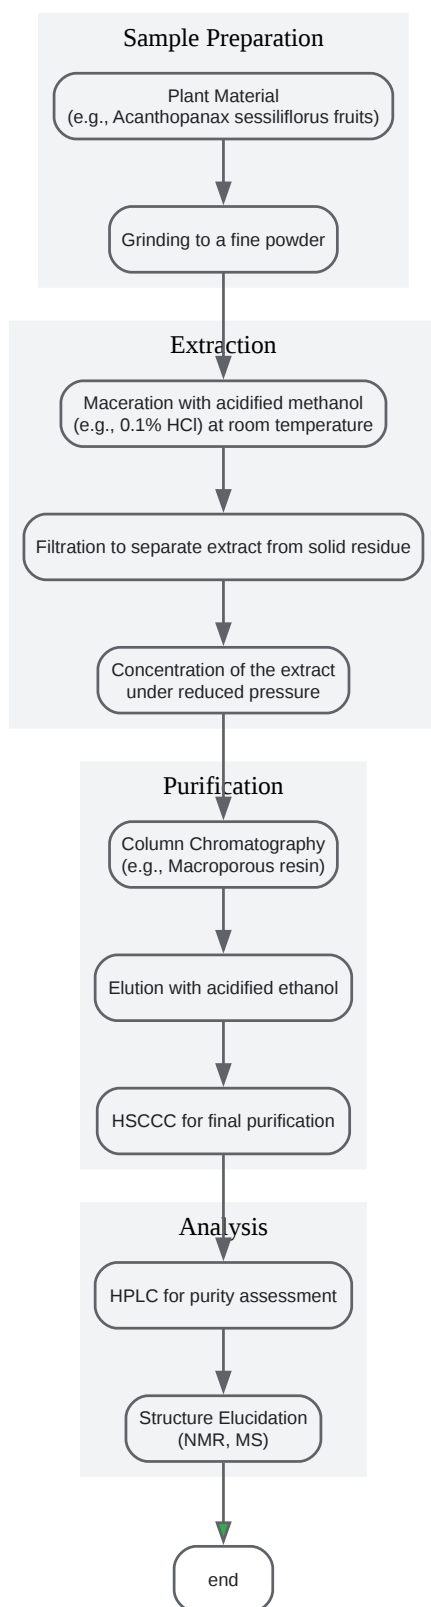 Sample Preparation
Plant Material
(e.g., Acanthopanax sessiliflorus fruits)
Grinding to a fine powder
Extraction
Maceration with acidified methanol
(e.g., 0.1% HCl) at room temperature
Filtration to separate extract from solid residue
Concentration of the extract
under reduced pressure
Purification
Column Chromatography
(e.g., Macroporous resin)
Elution with acidified ethanol
HSCCC for final purification
Analysis
HPLC for purity assessment
Structure Elucidation
(NMR, MS)
end